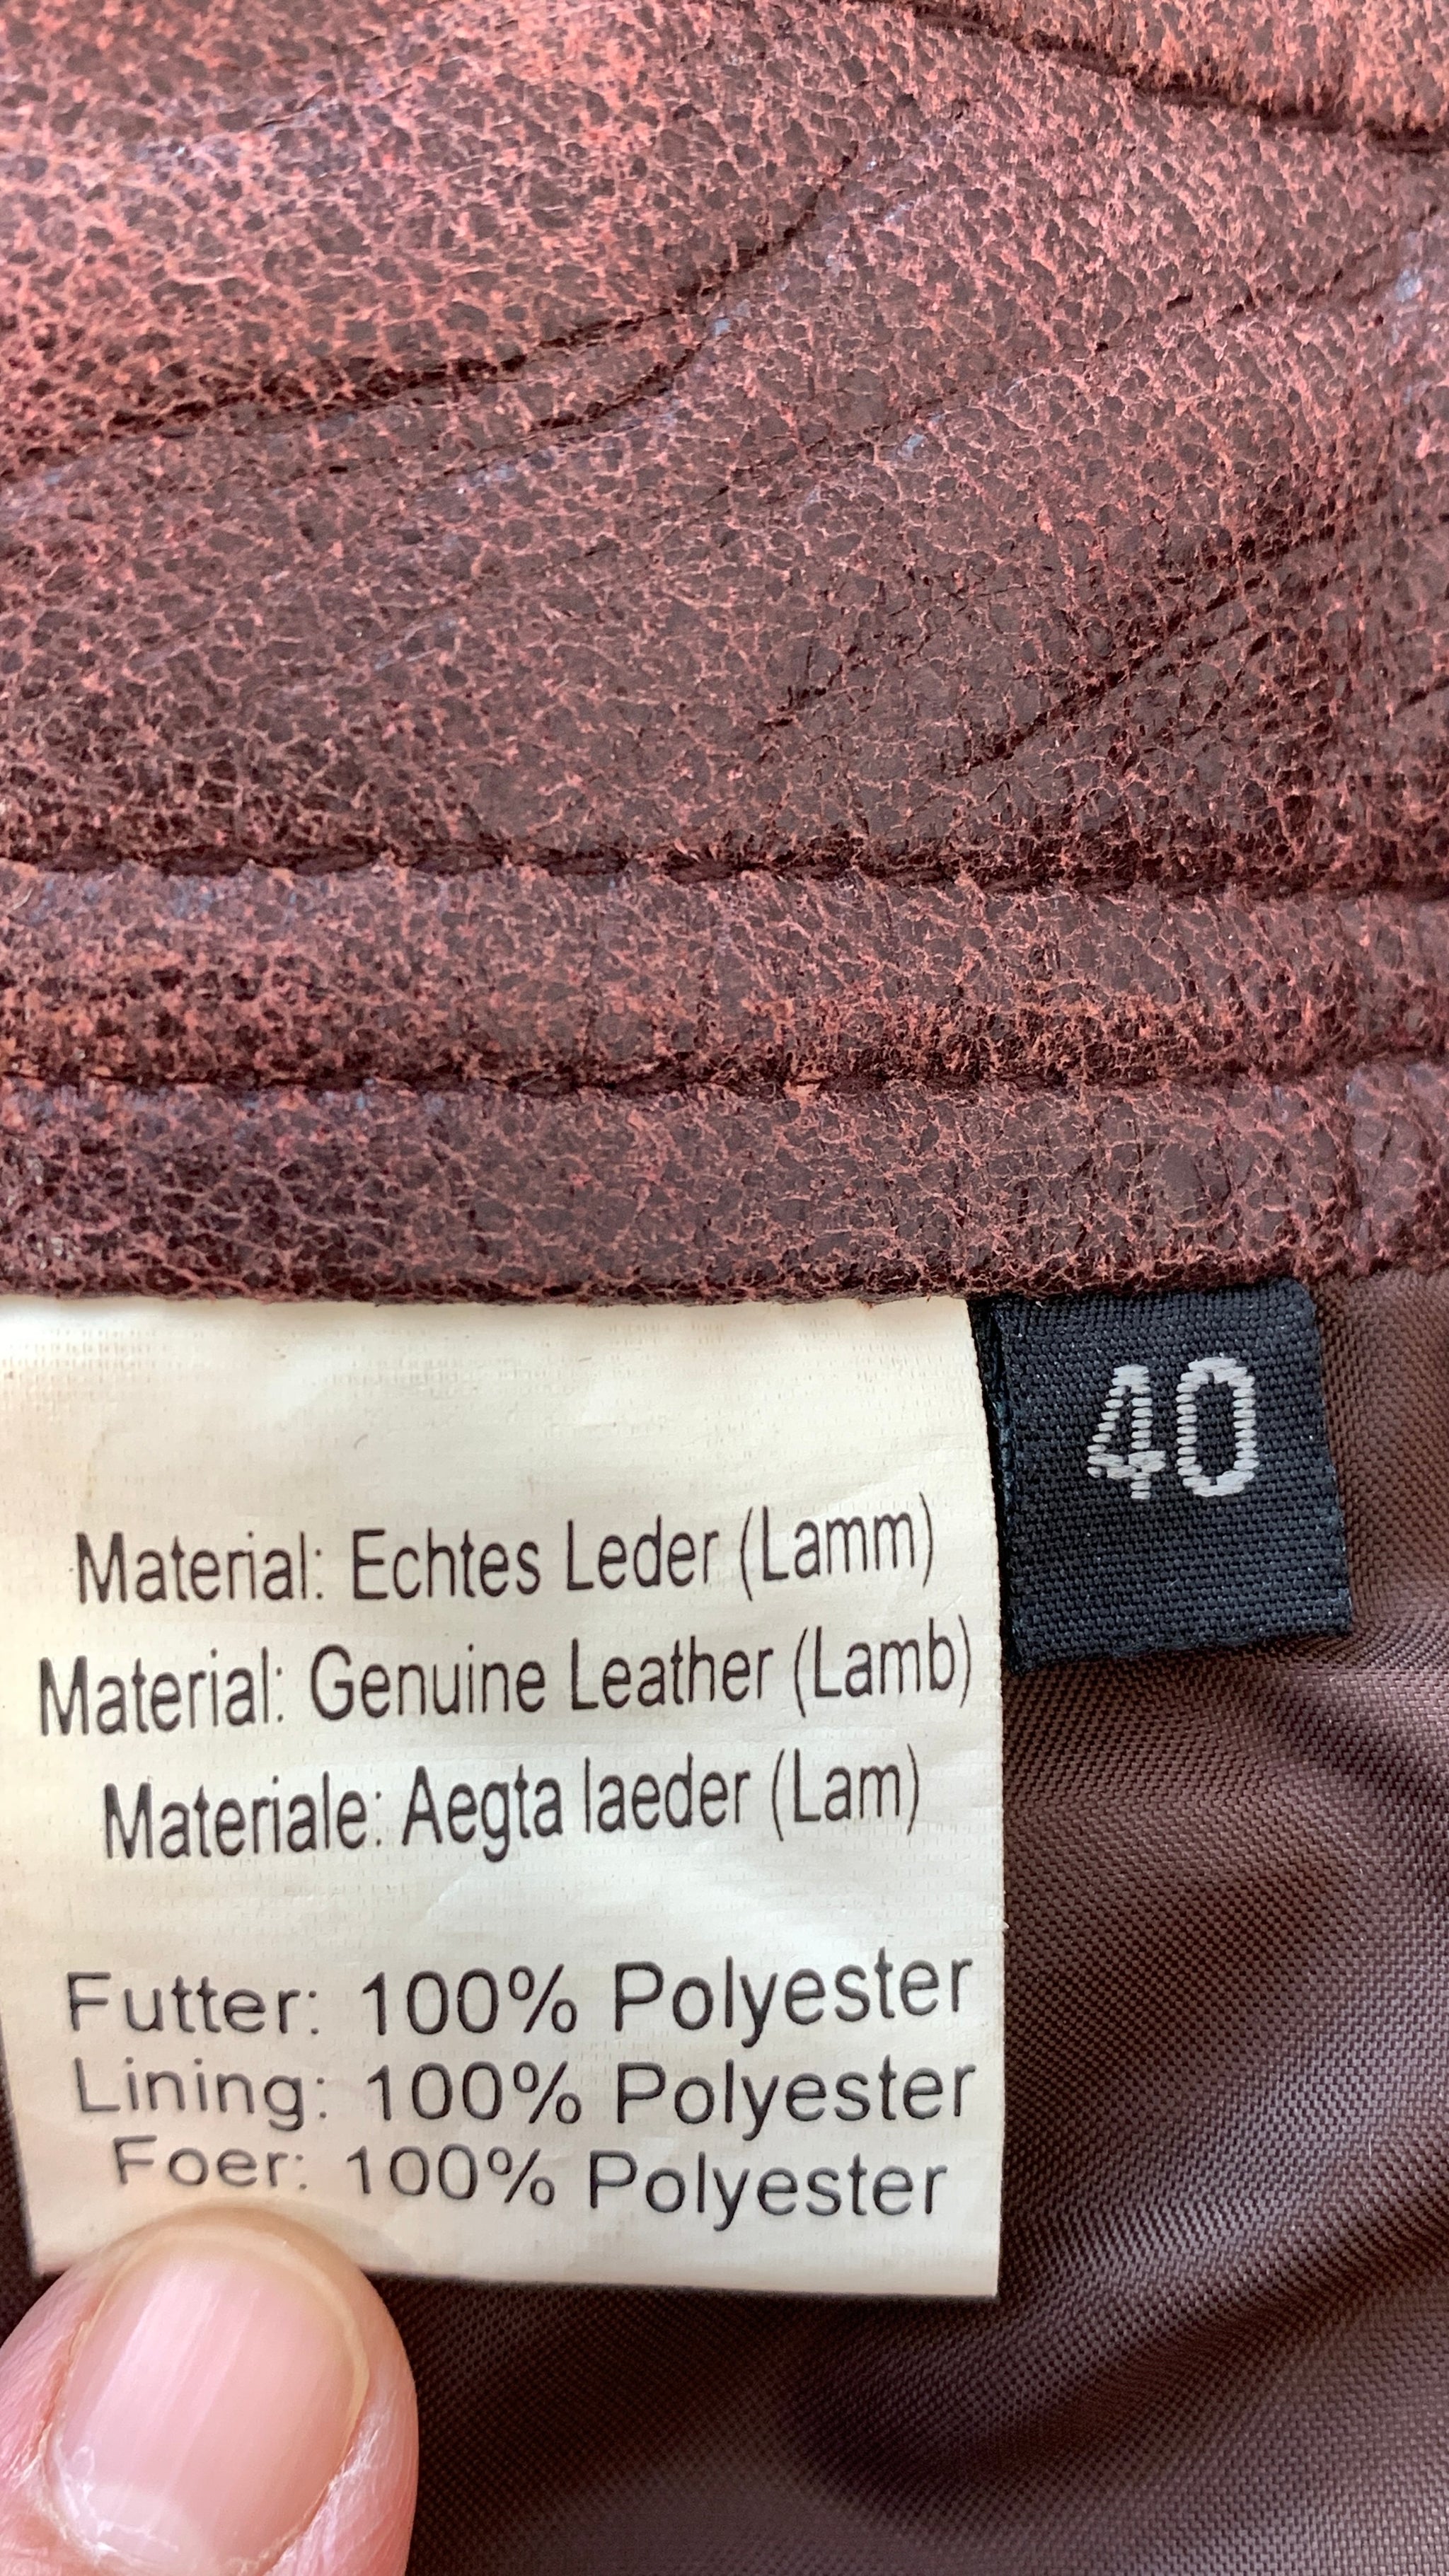 40
Material: Echtes Leder (Lamm)
Material: Genuine Leather (Lamb)
Materiale: Aegta laeder (Lam)
Futter: 100% Polyester
Lining: 100% Polyester
Foer: 100% Polyester